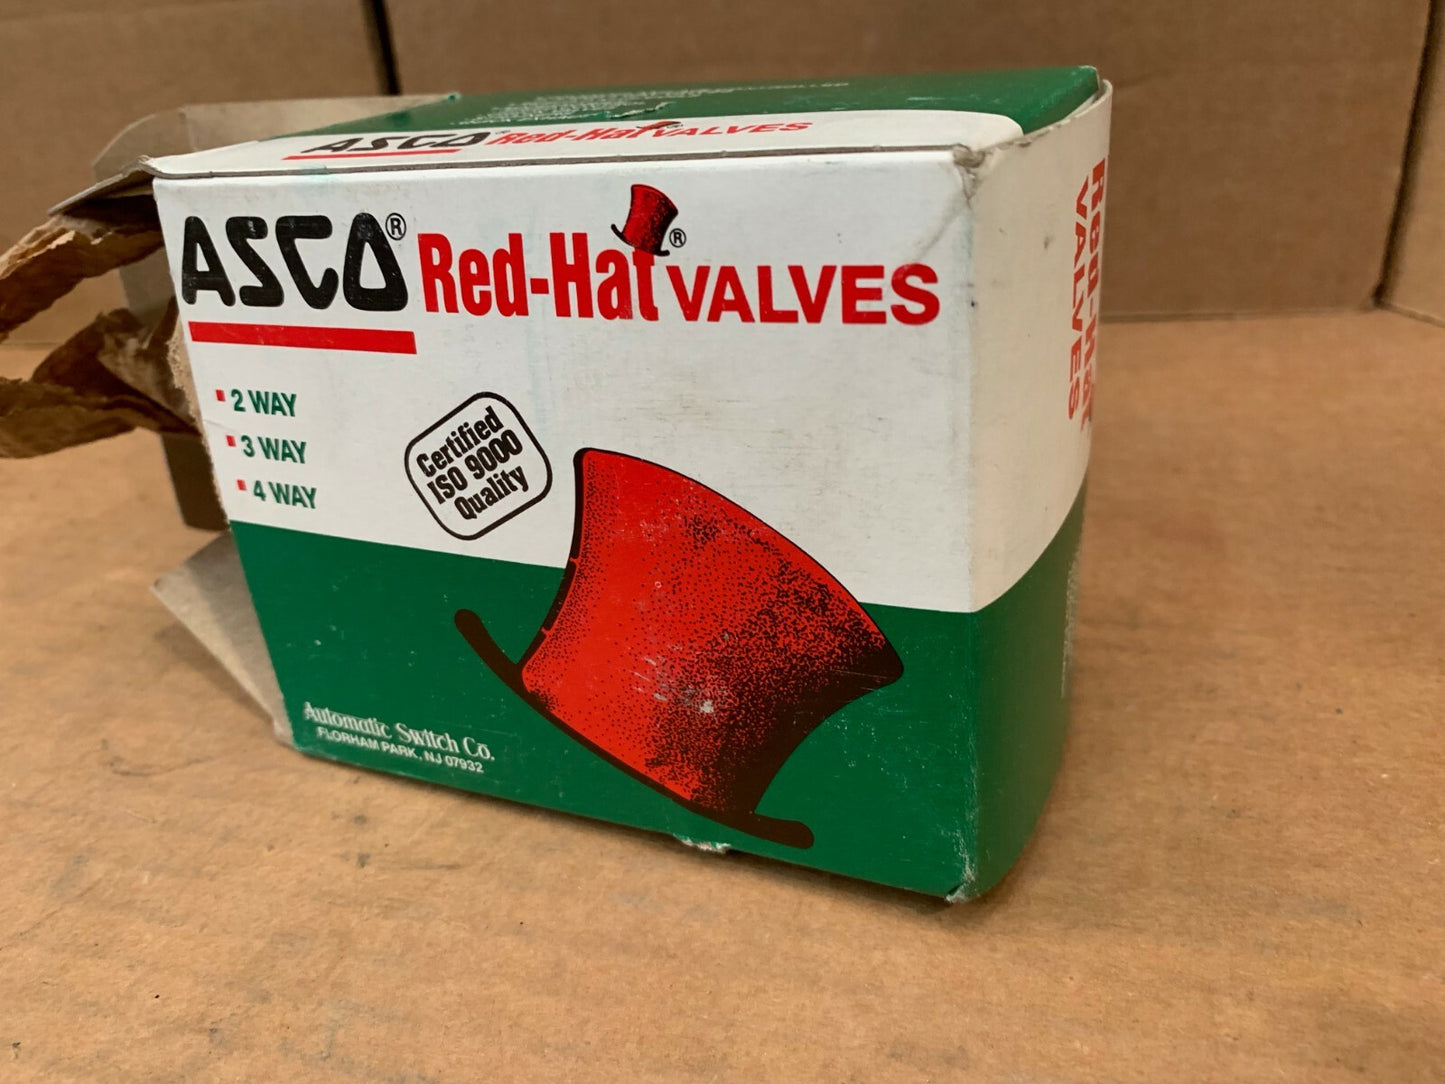 ASCO® Red-Hat VALVES
ASCO® Red-Hat® VALVES
2 WAY
3 WAY
4 WAY
Certified
ISO 9000
Quality
Automatic Switch Co.
FLORHAM PARK, NJ 07932
Red-Hat
VALVES